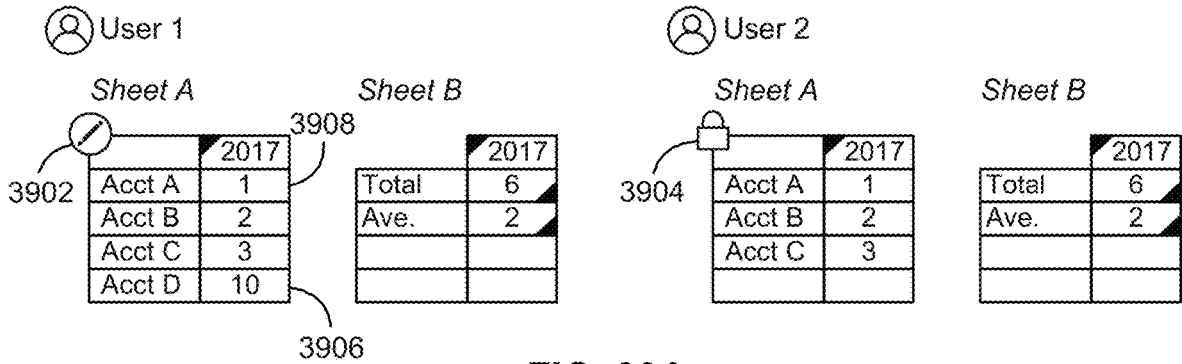 User 1 User 2
Sheet A Sheet B Sheet A Sheet B
3908
2017 2017 2017 2017
3902 Acct A 1 Total 6 3904 Acct A 1 Total 6
Acct B 2 Ave. 2 Acct B 2 Ave. 2
Acct C 3 Acct C 3
Acct D 10
3906